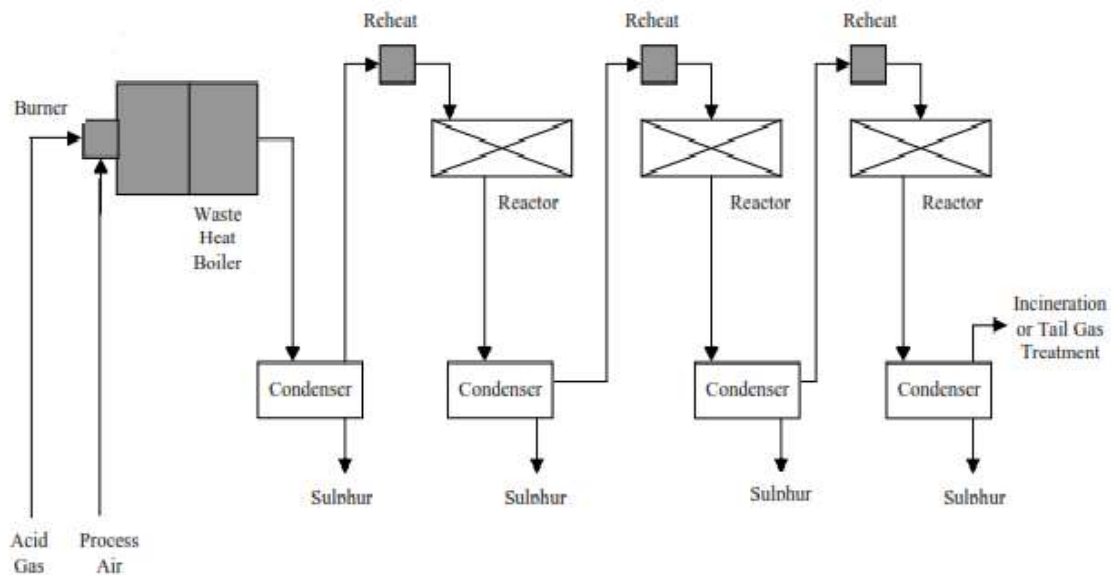 Reheat
Reheat
Reheat
Burner
Reactor
Reactor
Reactor
Waste
Heat
Boiler
Incineration
or Tail Gas
Treatment
Condenser
Condenser
Condenser
Condenser
Sulphur
Sulphur
Sulphur
Sulphur
Acid
Gas
Process
Air